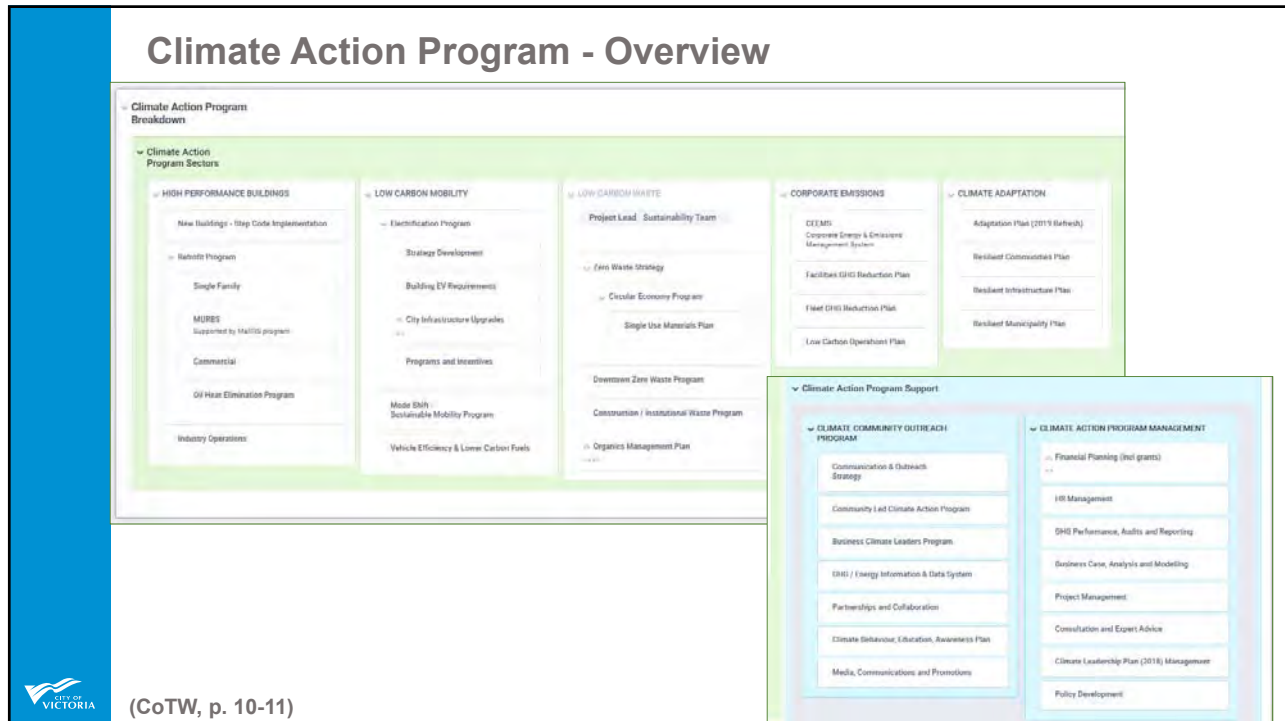 Climate Action Program - Overview
Climate Action Program
Breakdown
Climate Action
Program Sectors
HIGH PERFORMANCE BUILDINGS
New Buildings - Step Code Implementation
Retrofit Program
Single Family
MURBS
Supported by MaRRS program
Commercial
Oil Heat Elimination Program
Industry Operations
LOW CARBON MOBILITY
Electrification Program
Strategy Development
Building EV Requirements
City Infrastructure Upgrades
Programs and Incentives
Mode Shift -
Sustainable Mobility Program
Vehicle Efficiency & Lower Carbon Fuels
LOW CARBON WASTE
Project Lead Sustainability Team
Zero Waste Strategy
Circular Economy Program
Single Use Materials Plan
Downtown Zero Waste Program
Construction / Institutional Waste Program
Organics Management Plan
CORPORATE EMISSIONS
CEEMS
Corporate Energy & Emissions
Management System
Facilities GHG Reduction Plan
Fleet GHG Reduction Plan
Low Carbon Operations Plan
CLIMATE ADAPTATION
Adaptation Plan (2019 Refresh)
Resilient Communities Plan
Resilient Infrastructure Plan
Resilient Municipality Plan
Climate Action Program Support
CLIMATE COMMUNITY OUTREACH
PROGRAM
Communication & Outreach
Strategy
Community Led Climate Action Program
Business Climate Leaders Program
GHG / Energy Information & Data System
Partnerships and Collaboration
Climate Behaviour, Education, Awareness Plan
Media, Communications and Promotions
CLIMATE ACTION PROGRAM MANAGEMENT
Financial Planning (incl grants)
HR Management
GHG Performance, Audits and Reporting
Business Case, Analysis and Modelling
Project Management
Consultation and Expert Advice
Climate Leadership Plan (2018) Management
Policy Development
CITY OF
VICTORIA
(CoTW, p. 10-11)